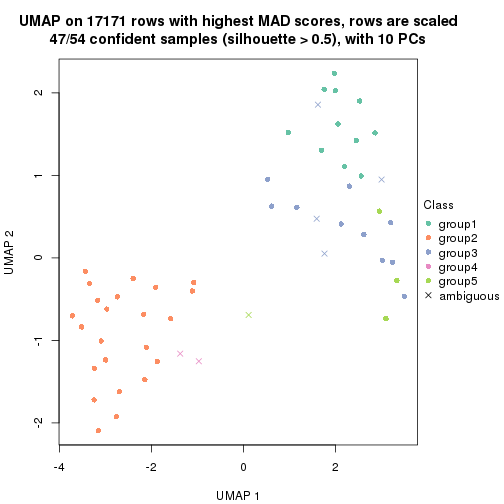 UMAP on 17171 rows with highest MAD scores, rows are scaled
47/54 confident samples (silhouette > 0.5), with 10 PCs
UMAP 2
2
1
0
-1
-2
-4
-2
0
2
UMAP 1
Class
group1
group2
group3
group4
group5
ambiguous